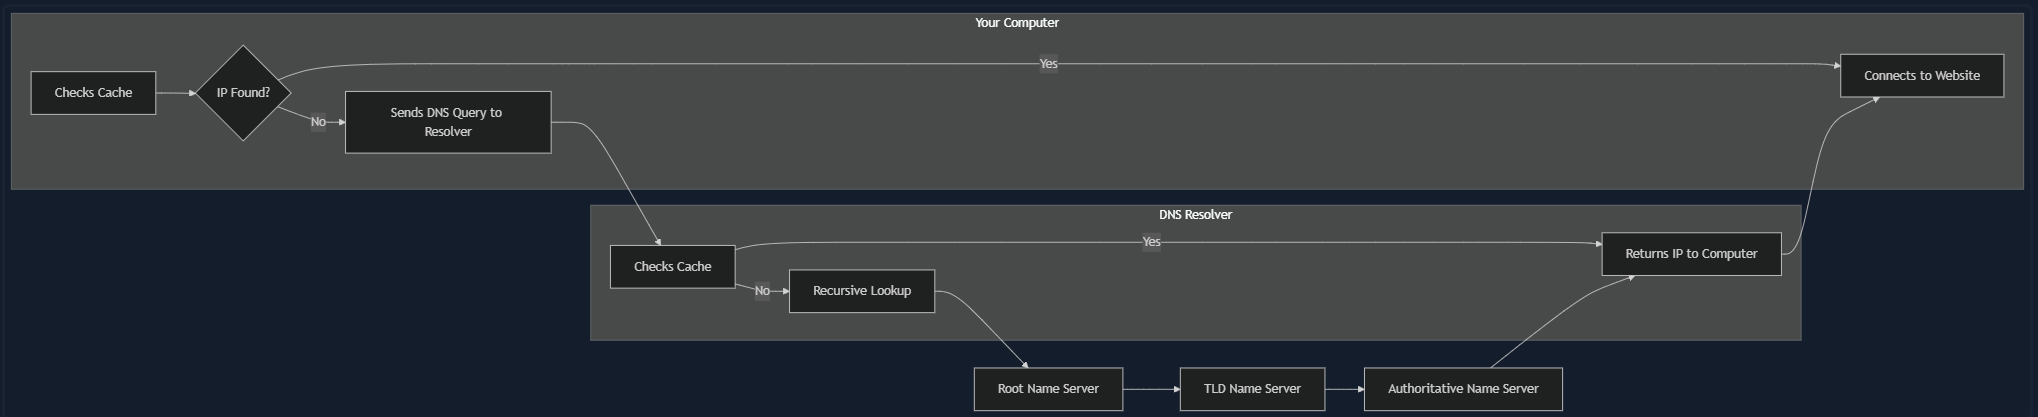 Your Computer
Checks Cache
IP Found?
Yes
No
Sends DNS Query to
Resolver
Connects to Website
DNS Resolver
Checks Cache
Yes
No
Recursive Lookup
Returns IP to Computer
Root Name Server
TLD Name Server
Authoritative Name Server